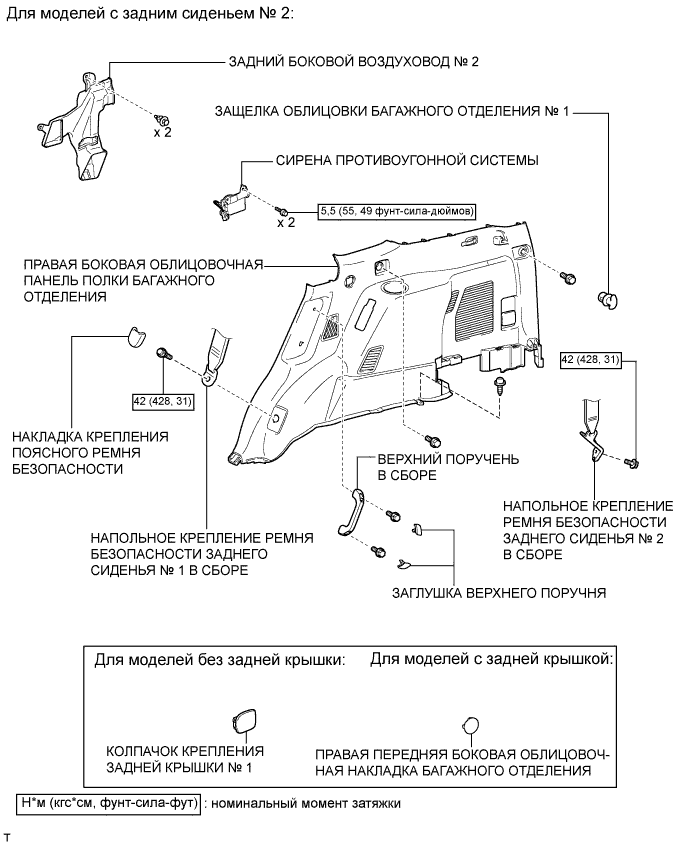 Для моделей с задним сиденьем № 2:
ЗАДНИЙ БОКОВОЙ ВОЗДУХОВОД № 2
x 2
ЗАЩЕЛКА ОБЛИЦОВКИ БАГАЖНОГО ОТДЕЛЕНИЯ № 1
СИРЕНА ПРОТИВОУГОННОЙ СИСТЕМЫ
x 2
5,5 (55, 49 фунт-сила-дюймов)
ПРАВАЯ БОКОВАЯ ОБЛИЦОВОЧНАЯ
ПАНЕЛЬ ПОЛКИ БАГАЖНОГО
ОТДЕЛЕНИЯ
42 (428, 31)
42 (428, 31)
НАКЛАДКА КРЕПЛЕНИЯ
ПОЯСНОГО РЕМНЯ
БЕЗОПАСНОСТИ
ВЕРХНИЙ ПОРУЧЕНЬ
В СБОРЕ
НАПОЛЬНОЕ КРЕПЛЕНИЕ
РЕМНЯ БЕЗОПАСНОСТИ
ЗАДНЕГО СИДЕНЬЯ № 2
В СБОРЕ
НАПОЛЬНОЕ КРЕПЛЕНИЕ РЕМНЯ
БЕЗОПАСНОСТИ ЗАДНЕГО
СИДЕНЬЯ № 1 В СБОРЕ
ЗАГЛУШКА ВЕРХНЕГО ПОРУЧНЯ
Для моделей без задней крышки:
Для моделей с задней крышкой:
КОЛПАЧОК КРЕПЛЕНИЯ
ЗАДНЕЙ КРЫШКИ № 1
ПРАВАЯ ПЕРЕДНЯЯ БОКОВАЯ ОБЛИЦОВОЧ-
НАЯ НАКЛАДКА БАГАЖНОГО ОТДЕЛЕНИЯ
Н*м (кгс*см, фунт-сила-фут) : номинальный момент затяжки
T